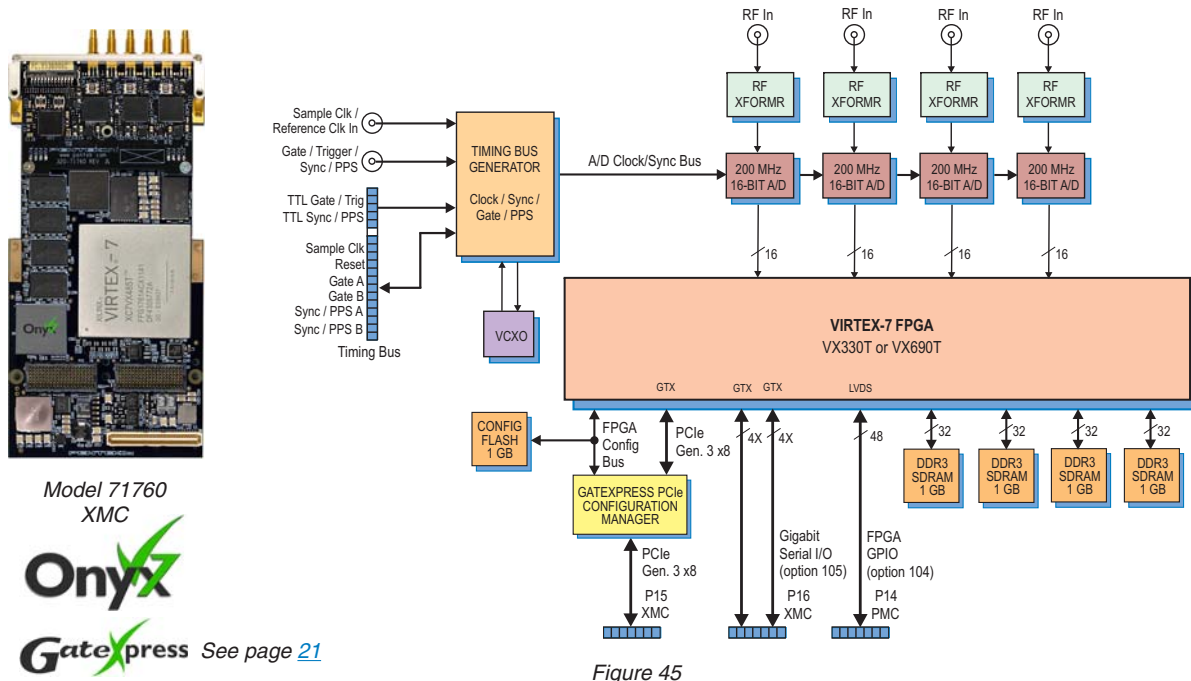 RF In
RF In
RF In
RF In
RF
XFORMR
RF
XFORMR
RF
XFORMR
RF
XFORMR
Sample Clk /
Reference Clk In
Gate / Trigger /
Sync / PPS
TTL Gate / Trig
TTL Sync / PPS
Sample Clk
Reset
Gate A
Gate B
Sync / PPS A
Sync / PPS B
Timing Bus
TIMING BUS
GENERATOR
Clock / Sync /
Gate / PPS
VCXO
A/D Clock/Sync Bus
200 MHz
16-BIT A/D
200 MHz
16-BIT A/D
200 MHz
16-BIT A/D
200 MHz
16-BIT A/D
16
16
16
16
VIRTEX-7 FPGA
VX330T or VX690T
GTX
GTX
GTX
LVDS
CONFIG
FLASH
1 GB
FPGA
Config
Bus
PCIe
Gen. 3 x8
4X
4X
48
32
32
32
32
DDR3
SDRAM
1 GB
DDR3
SDRAM
1 GB
DDR3
SDRAM
1 GB
DDR3
SDRAM
1 GB
GATEXPRESS PCIe
CONFIGURATION
MANAGER
PCIe
Gen. 3 x8
P15
XMC
Gigabit
Serial I/O
(option 105)
P16
XMC
FPGA
GPIO
(option 104)
P14
PMC
XILINX
VIRTEX-7
Onyx
Model 71760
XMC
Onyx7
GateXpress See page 21
Figure 45